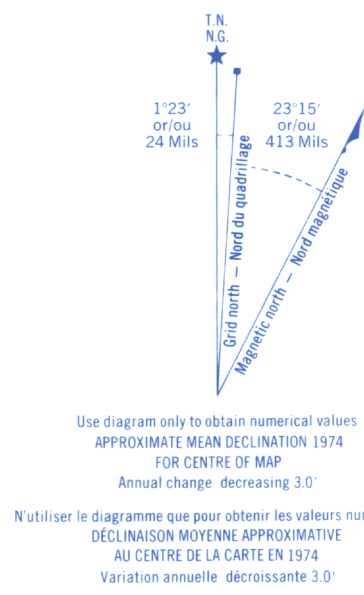 T.N.
N.G.
1°23′
or/ou
24 Mils
23°15′
or/ou
413 Mils
Grid north — Nord du quadrillage
Magnetic north — Nord magnétique
Use diagram only to obtain numerical values
APPROXIMATE MEAN DECLINATION 1974
FOR CENTRE OF MAP
Annual change decreasing 3.0′
N'utiliser le diagramme que pour obtenir les valeurs
DÉCLINAISON MOYENNE APPROXIMATIVE
AU CENTRE DE LA CARTE EN 1974
Variation annuelle décroissante 3.0′